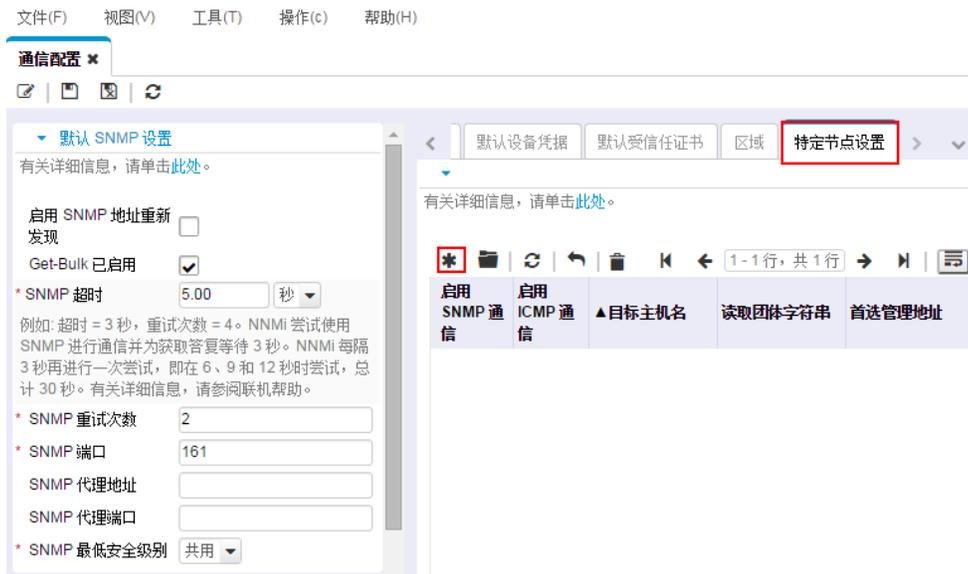 文件(F) 视图(V) 工具(T) 操作(c) 帮助(H)
通信配置
默认 SNMP 设置
有关详细信息，请单击此处。
启用 SNMP 地址重新
发现
Get-Bulk 已启用
* SNMP 超时 5.00 秒
例如: 超时 = 3 秒，重试次数 = 4。NNMi 尝试使用
SNMP 进行通信并为获取答复等待 3 秒。NNMi 每隔
3 秒再进行一次尝试，即在 6、9 和 12 秒时尝试，总
计 30 秒。有关详细信息，请参阅联机帮助。
* SNMP 重试次数 2
* SNMP 端口 161
SNMP 代理地址
SNMP 代理端口
* SNMP 最低安全级别 共用
默认设备凭据 默认受信任证书 区域 特定节点设置
有关详细信息，请单击此处。
1 - 1 行，共 1 行
启用
SNMP 通
信
启用
ICMP 通
信
▲目标主机名
读取团体字符串
首选管理地址